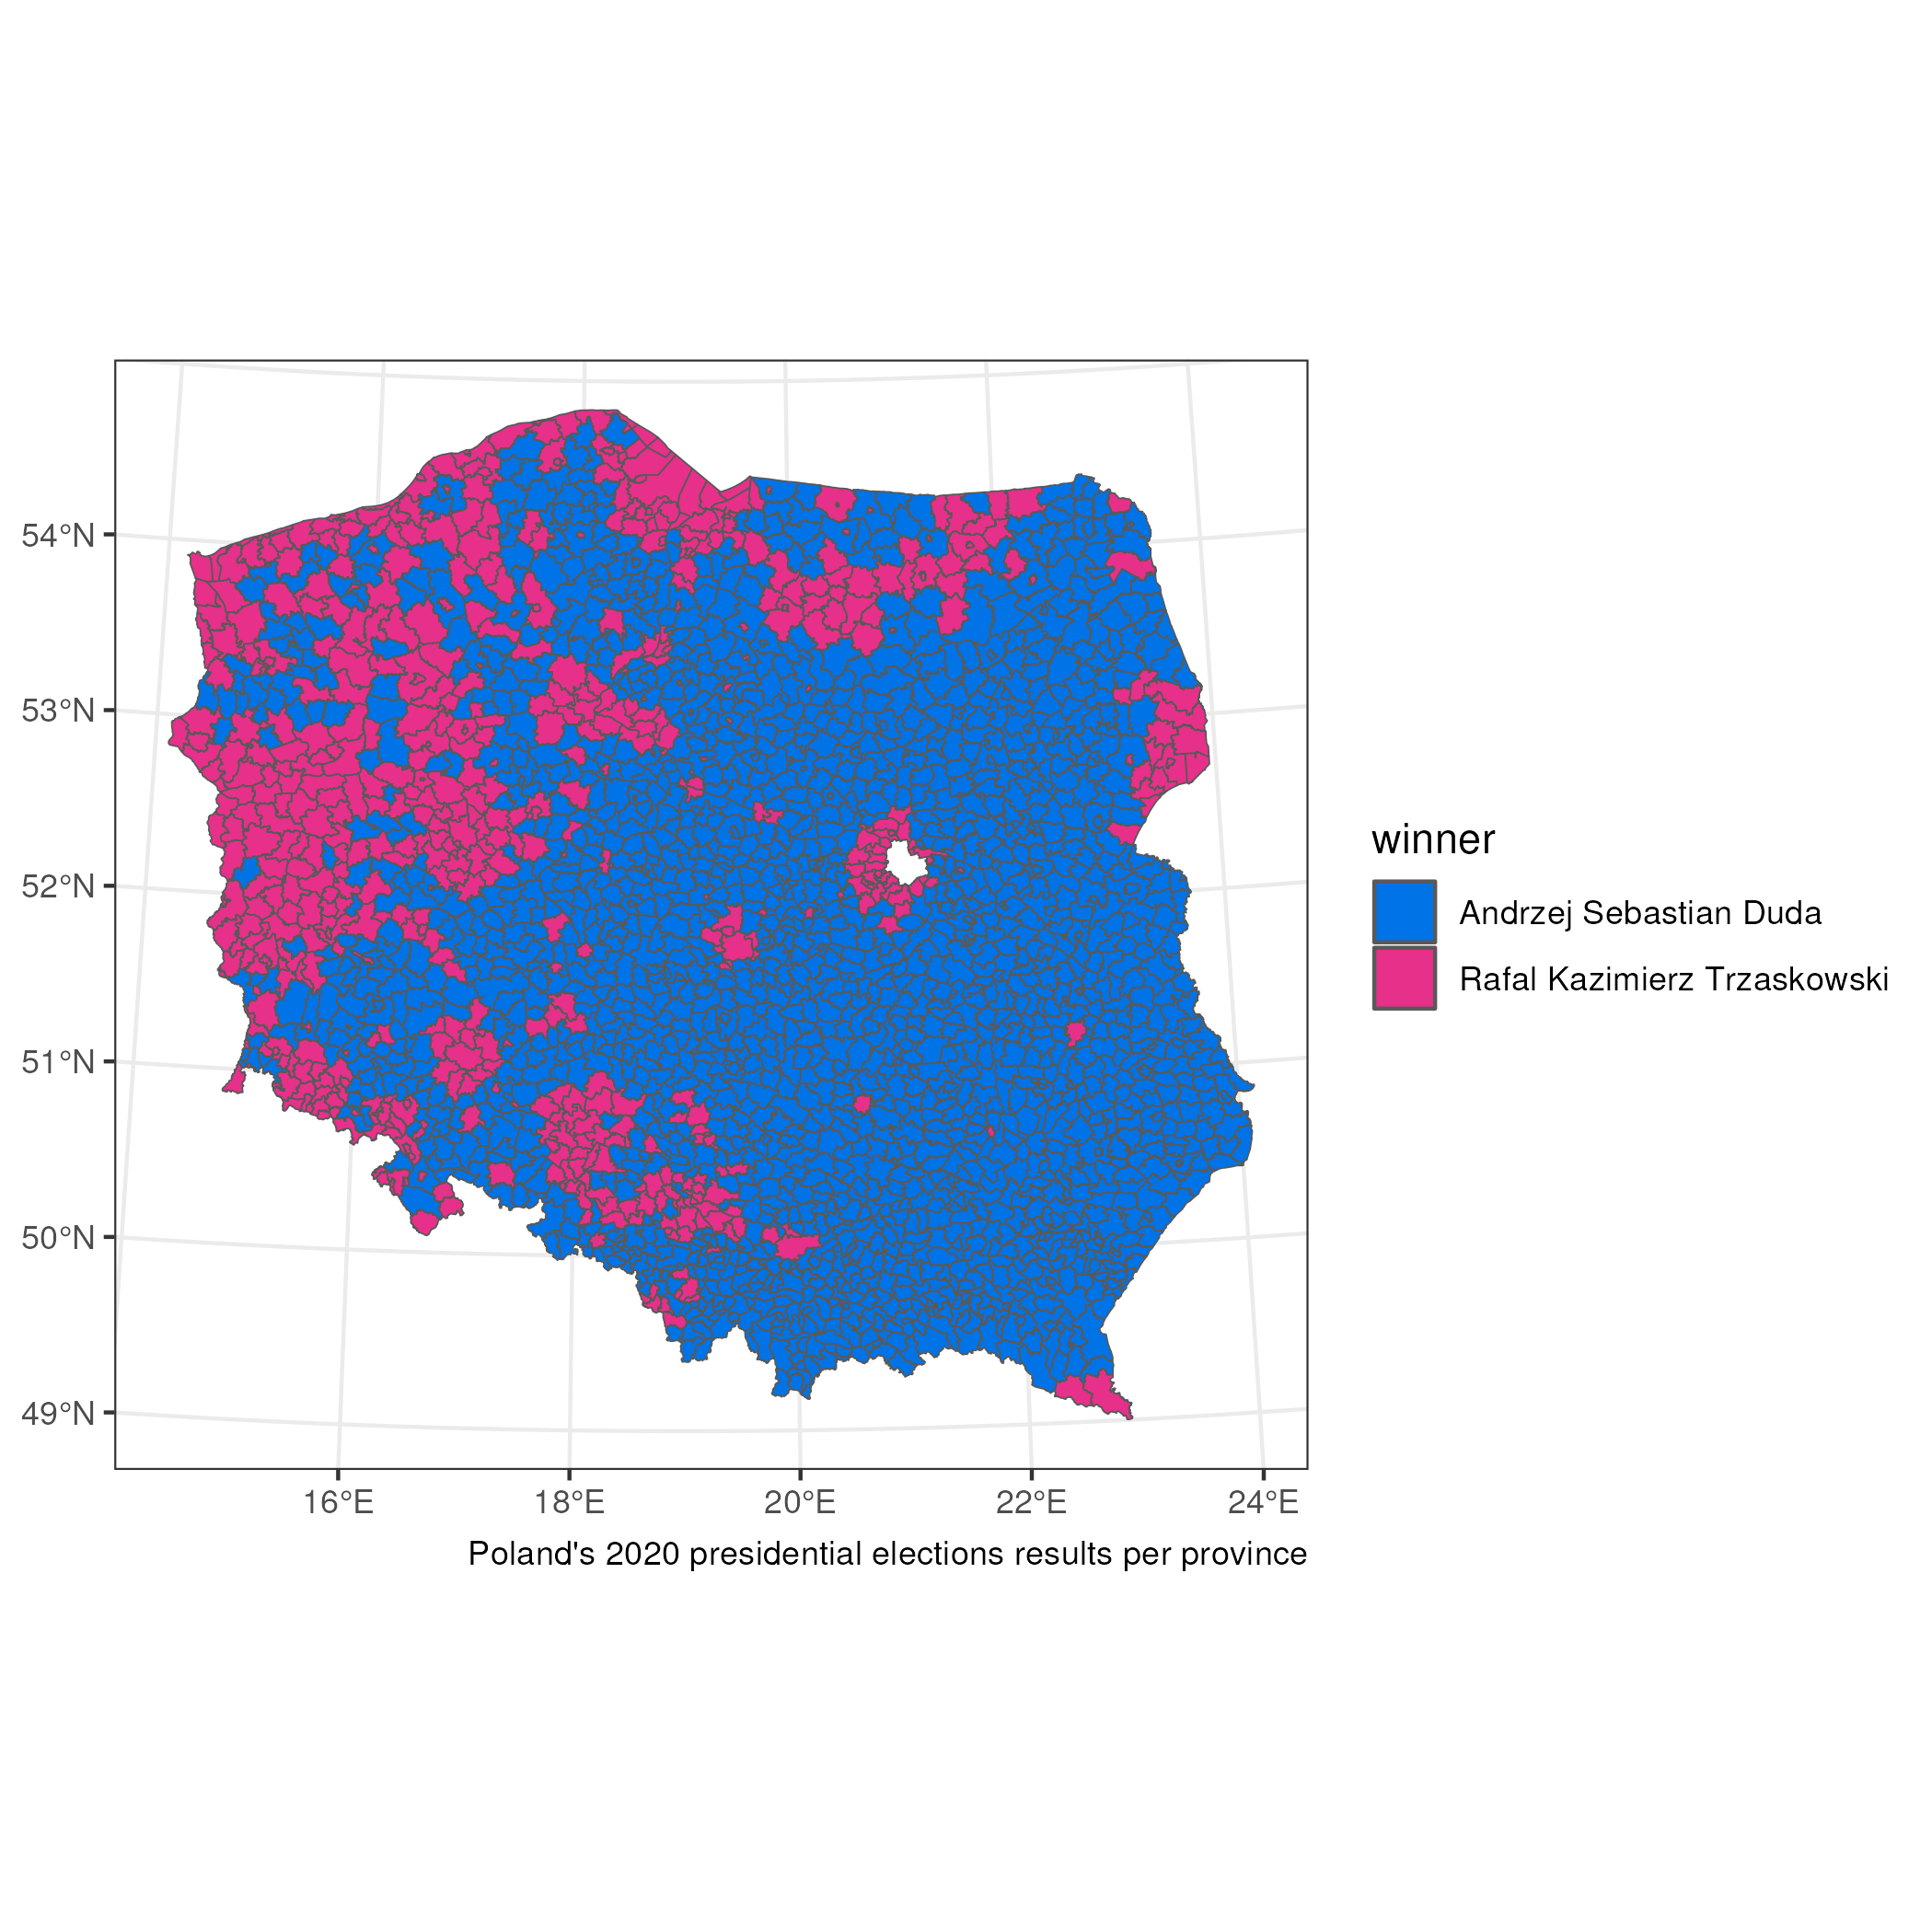 54°N
53°N
52°N
51°N
50°N
49°N
16°E 18°E 20°E 22°E 24°E
Poland's 2020 presidential elections results per province
winner
Andrzej Sebastian Duda
Rafal Kazimierz Trzaskowski